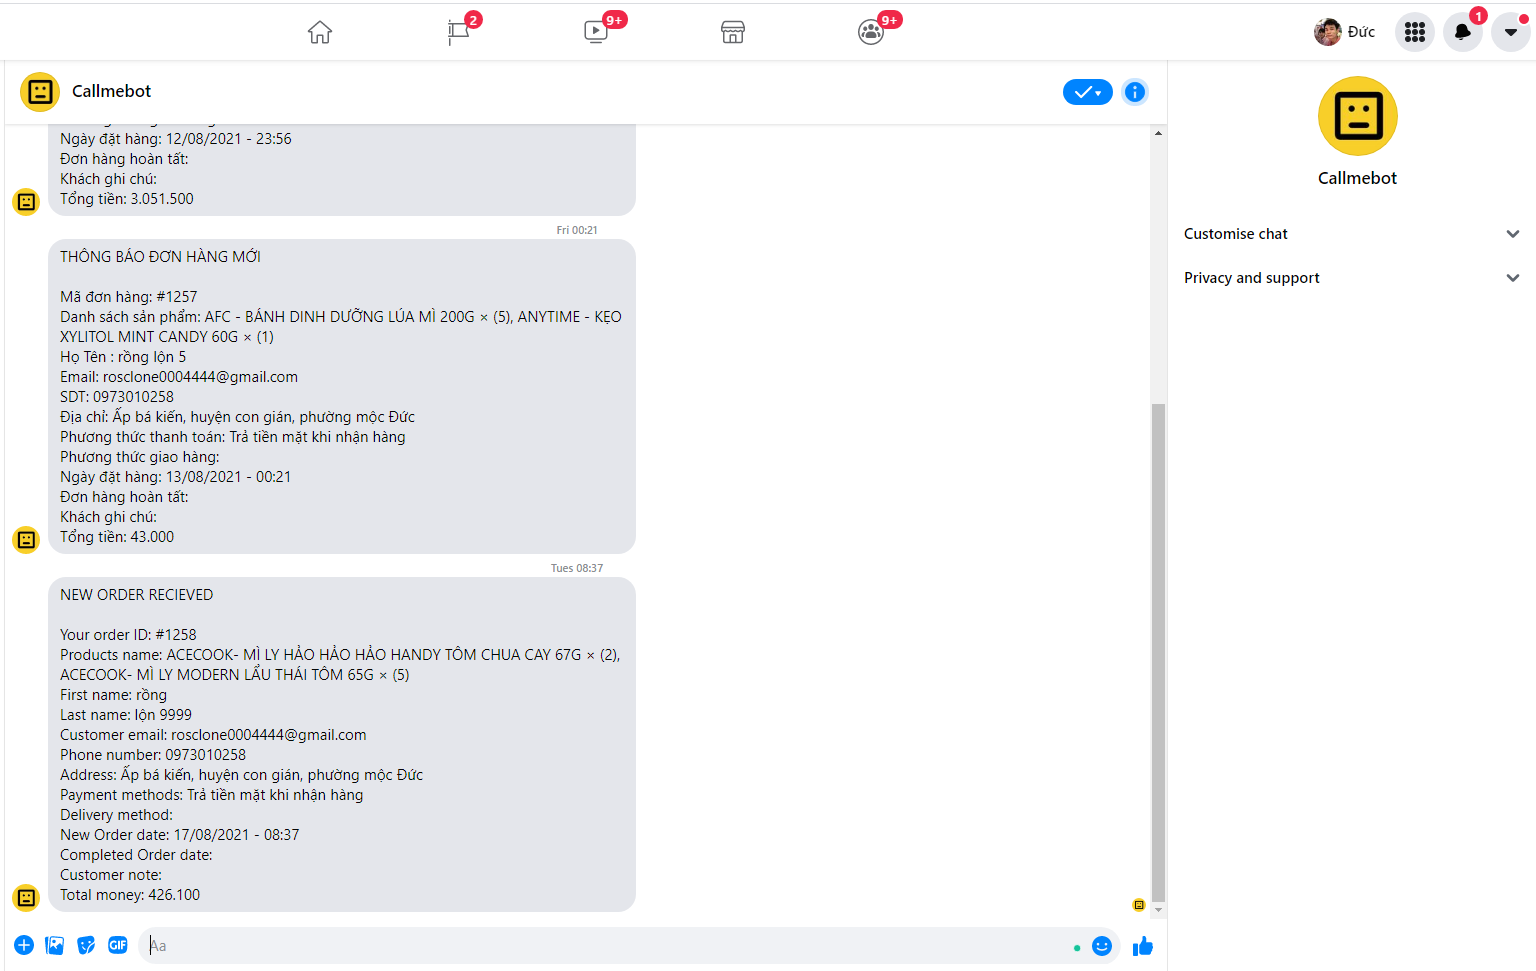 2
9+
9+
Đức
1
Callmebot
Ngày đặt hàng: 12/08/2021 - 23:56
Đơn hàng hoàn tất:
Khách ghi chú:
Tổng tiền: 3.051.500
Fri 00:21
THÔNG BÁO ĐƠN HÀNG MỚI
Mã đơn hàng: #1257
Danh sách sản phẩm: AFC - BÁNH DINH DƯỠNG LÚA MÌ 200G × (5), ANYTIME - KẸO
XYLITOL MINT CANDY 60G × (1)
Họ Tên : rồng lộn 5
Email: rosclone0004444@gmail.com
SDT: 0973010258
Địa chỉ: Ấp bá kiến, huyện con gián, phường mộc Đức
Phương thức thanh toán: Trả tiền mặt khi nhận hàng
Phương thức giao hàng:
Ngày đặt hàng: 13/08/2021 - 00:21
Đơn hàng hoàn tất:
Khách ghi chú:
Tổng tiền: 43.000
Tues 08:37
NEW ORDER RECIEVED
Your order ID: #1258
Products name: ACECOOK- MÌ LY HẢO HẢO HẢO HANDY TÔM CHUA CAY 67G × (2),
ACECOOK- MÌ LY MODERN LẨU THÁI TÔM 65G × (5)
First name: rồng
Last name: lộn 9999
Customer email: rosclone0004444@gmail.com
Phone number: 0973010258
Address: Ấp bá kiến, huyện con gián, phường mộc Đức
Payment methods: Trả tiền mặt khi nhận hàng
Delivery method:
New Order date: 17/08/2021 - 08:37
Completed Order date:
Customer note:
Total money: 426.100
GIF
Aa
Callmebot
Customise chat
Privacy and support